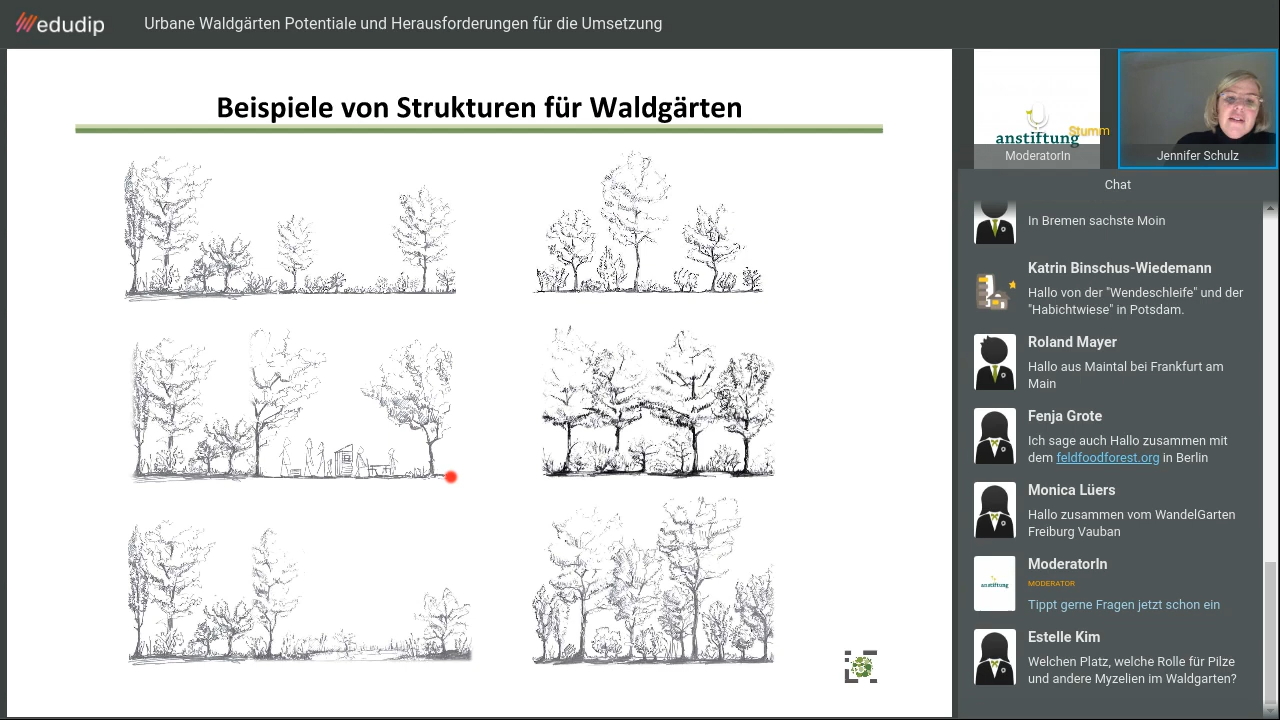 edudip
Urbane Waldgärten Potentiale und Herausforderungen für die Umsetzung
Beispiele von Strukturen für Waldgärten
anstiftung
Stumm
ModeratorIn
Jennifer Schulz
Chat
In Bremen sachste Moin
Katrin Binschus-Wiedemann
Hallo von der "Wendeschleife" und der
"Habichtwiese" in Potsdam.
Roland Mayer
Hallo aus Maintal bei Frankfurt am
Main
Fenja Grote
Ich sage auch Hallo zusammen mit
dem feldfoodforest.org in Berlin
Monica Lüers
Hallo zusammen vom WandelGarten
Freiburg Vauban
anstiftung
ModeratorIn
MODERATOR
Tippt gerne Fragen jetzt schon ein
Estelle Kim
Welchen Platz, welche Rolle für Pilze
und andere Myzelien im Waldgarten?